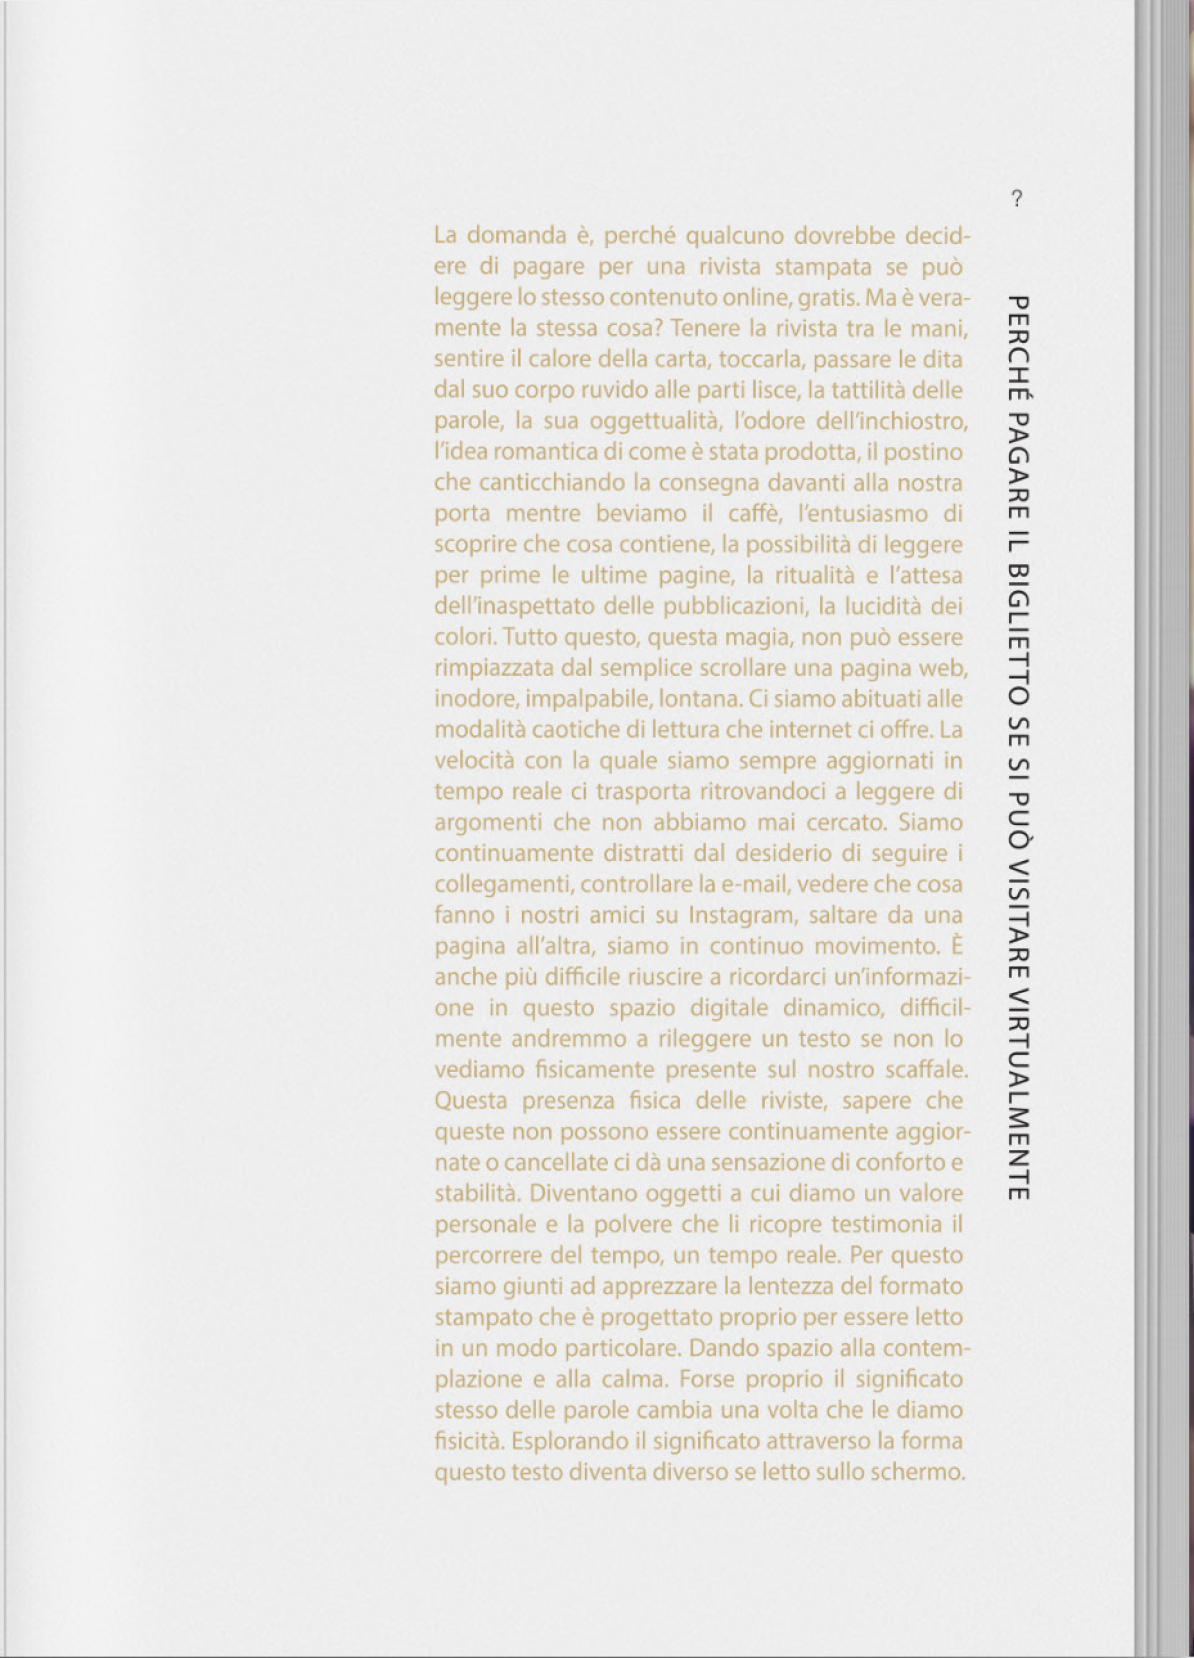 ?
PERCHÉ PAGARE IL BIGLIETTO SE SI PUÒ VISITARE VIRTUALMENTE
La domanda è, perché qualcuno dovrebbe decid-
ere di pagare per una rivista stampata se può
leggere lo stesso contenuto online, gratis. Ma è vera-
mente la stessa cosa? Tenere la rivista tra le mani,
sentire il calore della carta, toccarla, passare le dita
dal suo corpo ruvido alle parti lisce, la tattilità delle
parole, la sua oggettualità, l'odore dell'inchiostro,
l'idea romantica di come è stata prodotta, il postino
che canticchiando la consegna davanti alla nostra
porta mentre beviamo il caffè, l'entusiasmo di
scoprire che cosa contiene, la possibilità di leggere
per prime le ultime pagine, la ritualità e l'attesa
dell'inaspettato delle pubblicazioni, la lucidità dei
colori. Tutto questo, questa magia, non può essere
rimpiazzata dal semplice scrollare una pagina web,
inodore, impalpabile, lontana. Ci siamo abituati alle
modalità caotiche di lettura che internet ci offre. La
velocità con la quale siamo sempre aggiornati in
tempo reale ci trasporta ritrovandoci a leggere di
argomenti che non abbiamo mai cercato. Siamo
continuamente distratti dal desiderio di seguire i
collegamenti, controllare la e-mail, vedere che cosa
fanno i nostri amici su Instagram, saltare da una
pagina all'altra, siamo in continuo movimento. È
anche più difficile riuscire a ricordarci un'informazi-
one in questo spazio digitale dinamico, difficil-
mente andremmo a rileggere un testo se non lo
vediamo fisicamente presente sul nostro scaffale.
Questa presenza fisica delle riviste, sapere che
queste non possono essere continuamente aggior-
nate o cancellate ci dà una sensazione di conforto e
stabilità. Diventano oggetti a cui diamo un valore
personale e la polvere che li ricopre testimonia il
percorrere del tempo, un tempo reale. Per questo
siamo giunti ad apprezzare la lentezza del formato
stampato che è progettato proprio per essere letto
in un modo particolare. Dando spazio alla contem-
plazione e alla calma. Forse proprio il significato
stesso delle parole cambia una volta che le diamo
fisicità. Esplorando il significato attraverso la forma
questo testo diventa diverso se letto sullo schermo.